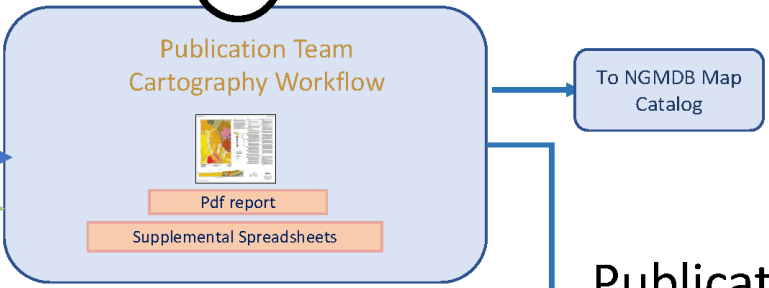 Publication Team
Cartography Workflow
To NGMDB Map
Catalog
Pdf report
Supplemental Spreadsheets